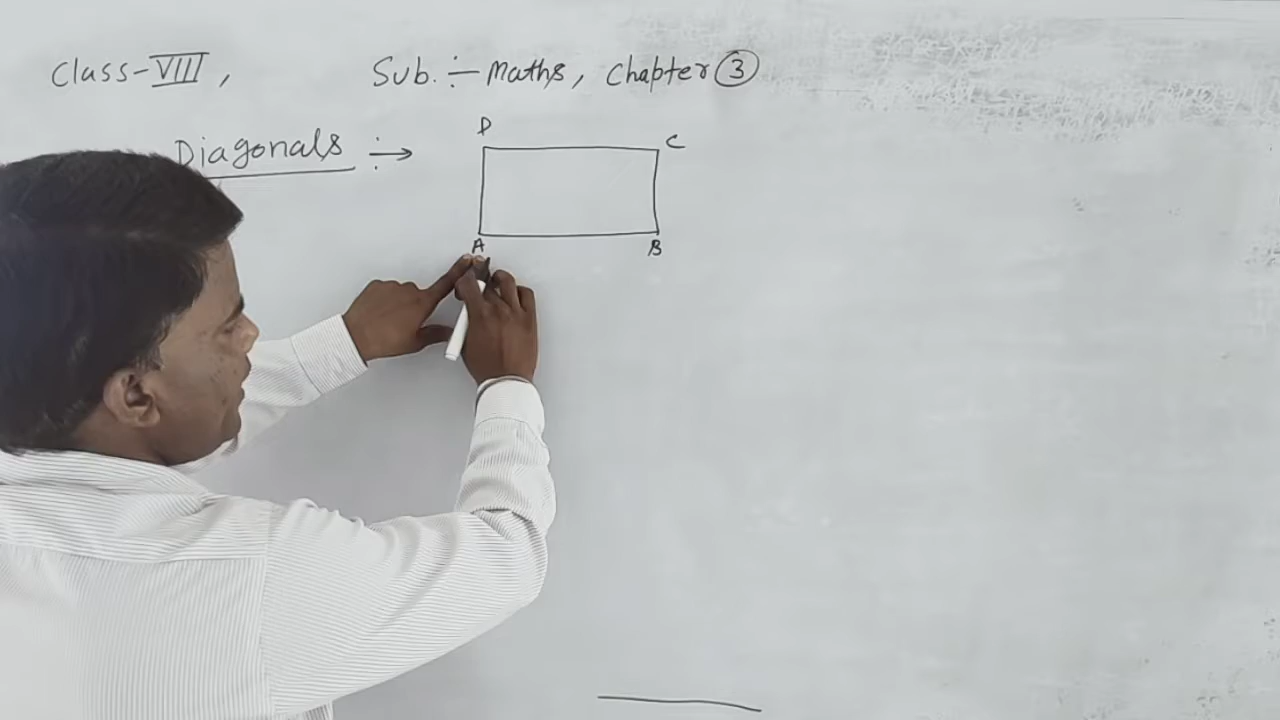 Class-VIII, Sub. :- Maths, Chapter ③
Diagonals :→
D C
A B